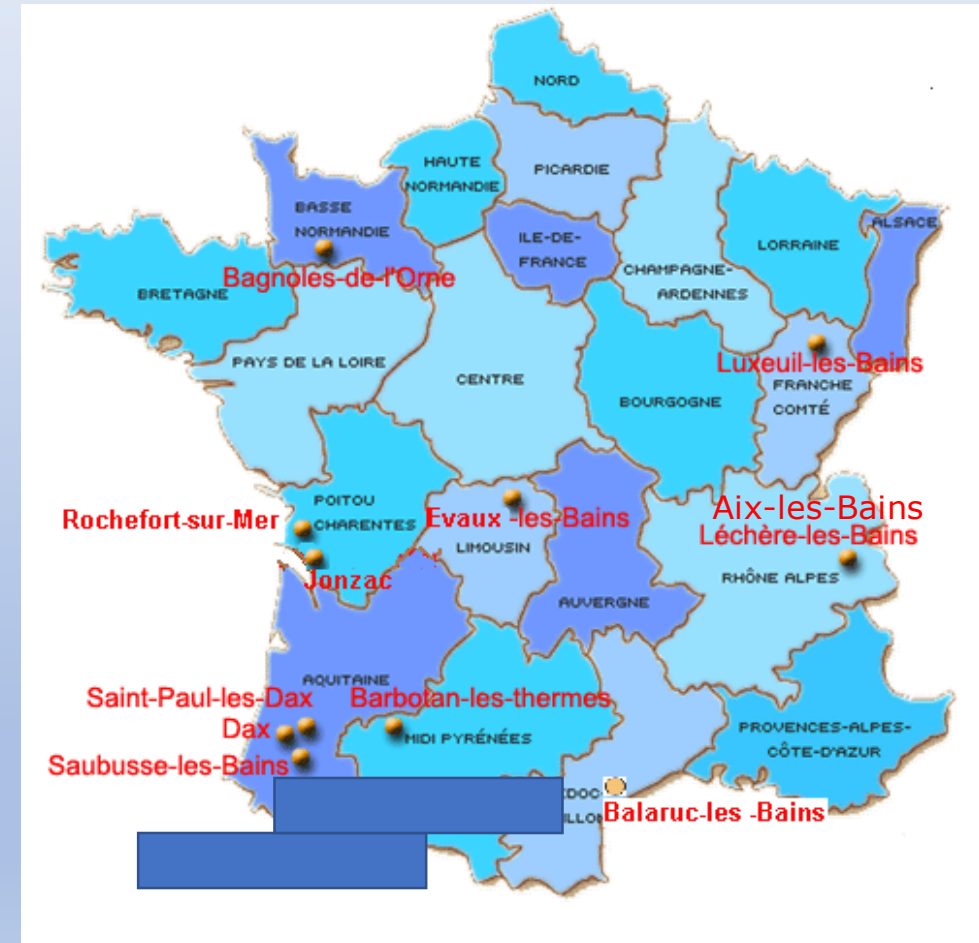 NORD
HAUTE
NORMANDIE
PICARDIE
BASSE
NORMANDIE
ILE-DE-
FRANCE
CHAMPAGNE-
ARDENNES
LORRAINE
ALSACE
Bagnoles-de-l'Orne
BRETAGNE
PAYS DE LA LOIRE
CENTRE
BOURGOGNE
Luxeuil-les-Bains
FRANCHE
COMTÉ
POITOU
CHARENTES
Rochefort-sur-Mer
Jonzac
Evaux -les-Bains
LIMOUSIN
AUVERGNE
Aix-les-Bains
Léchère-les-Bains
RHÔNE ALPES
AQUITAINE
Saint-Paul-les-Dax
Dax
Saubusse-les-Bains
Barbotan-les-thermes
MIDI PYRÉNÉES
PROVENCES-ALPES-
CÔTE-D'AZUR
Balaruc-les -Bains